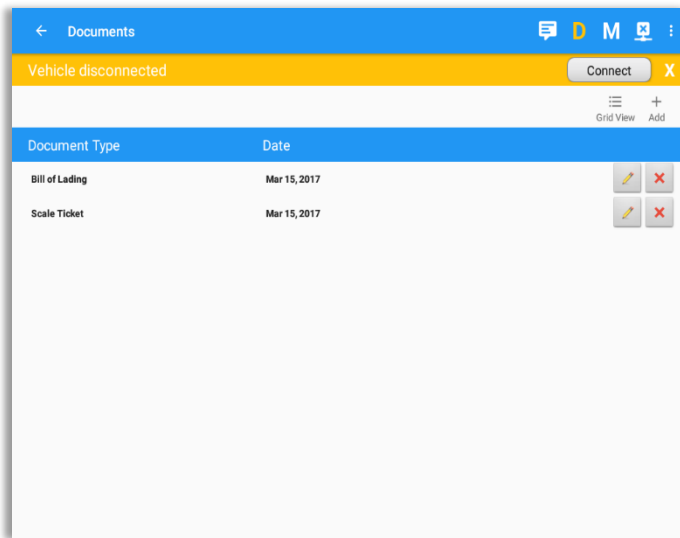 Documents D M
Vehicle disconnected Connect X
Grid View Add
Document Type Date
Bill of Lading Mar 15, 2017
Scale Ticket Mar 15, 2017